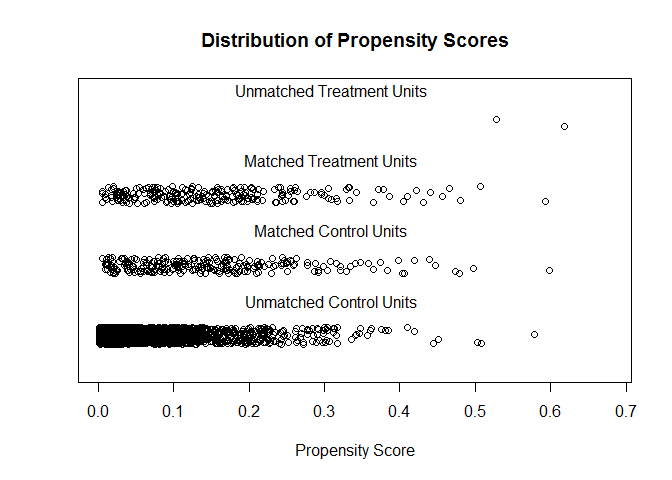 Distribution of Propensity Scores
Unmatched Treatment Units
Matched Treatment Units
Matched Control Units
Unmatched Control Units
0.0 0.1 0.2 0.3 0.4 0.5 0.6 0.7
Propensity Score